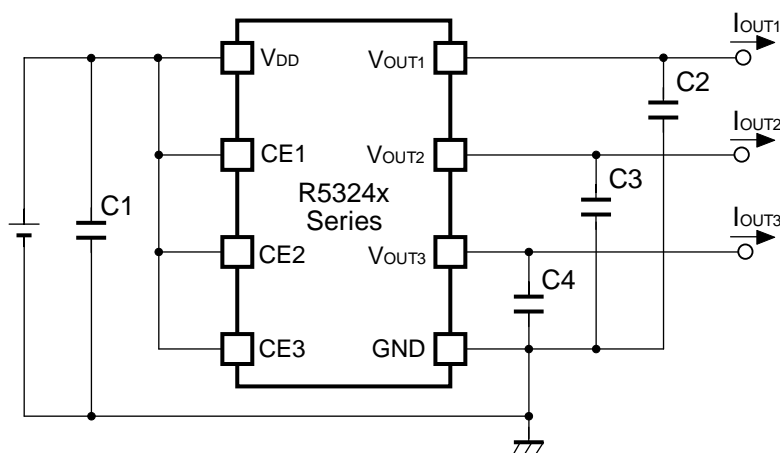 IOUT1
VDD
VOUT1
C2
IOUT2
CE1
VOUT2
C3
R5324x
Series
C1
IOUT3
CE2
VOUT3
C4
CE3
GND